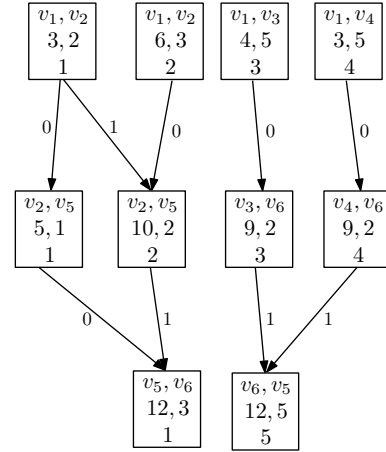 v₁, v₂
3, 2
1
v₁, v₂
6, 3
2
v₁, v₃
4, 5
3
v₁, v₄
3, 5
4
0
1
0
0
0
v₂, v₅
5, 1
1
v₂, v₅
10, 2
2
v₃, v₆
9, 2
3
v₄, v₆
9, 2
4
0
1
1
1
v₅, v₆
12, 3
1
v₆, v₅
12, 5
5